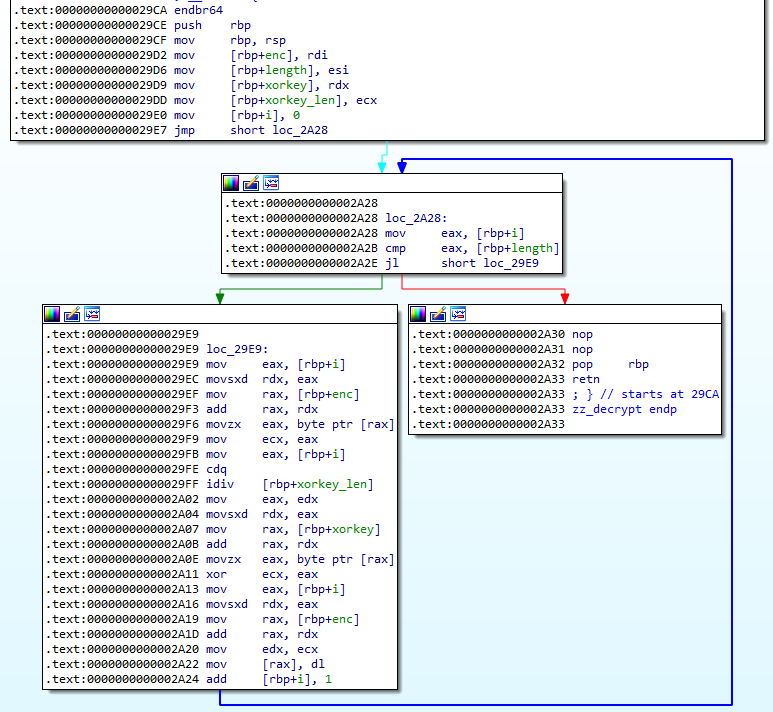 .text:00000000000029CA endbr64
.text:00000000000029CE push    rbp
.text:00000000000029CF mov     rbp, rsp
.text:00000000000029D2 mov     [rbp+enc], rdi
.text:00000000000029D6 mov     [rbp+length], esi
.text:00000000000029D9 mov     [rbp+xorkey], rdx
.text:00000000000029DD mov     [rbp+xorkey_len], ecx
.text:00000000000029E0 mov     [rbp+i], 0
.text:00000000000029E7 jmp     short loc_2A28
.text:0000000000002A28
.text:0000000000002A28 loc_2A28:
.text:0000000000002A28 mov     eax, [rbp+i]
.text:0000000000002A2B cmp     eax, [rbp+length]
.text:0000000000002A2E jl      short loc_29E9
.text:00000000000029E9
.text:00000000000029E9 loc_29E9:
.text:00000000000029E9 mov     eax, [rbp+i]
.text:00000000000029EC movsxd  rdx, eax
.text:00000000000029EF mov     rax, [rbp+enc]
.text:00000000000029F3 add     rax, rdx
.text:00000000000029F6 movzx   eax, byte ptr [rax]
.text:00000000000029F9 mov     ecx, eax
.text:00000000000029FB mov     eax, [rbp+i]
.text:00000000000029FE cdq
.text:00000000000029FF idiv    [rbp+xorkey_len]
.text:0000000000002A02 mov     eax, edx
.text:0000000000002A04 movsxd  rdx, eax
.text:0000000000002A07 mov     rax, [rbp+xorkey]
.text:0000000000002A0B add     rax, rdx
.text:0000000000002A0E movzx   eax, byte ptr [rax]
.text:0000000000002A11 xor     ecx, eax
.text:0000000000002A13 mov     eax, [rbp+i]
.text:0000000000002A16 movsxd  rdx, eax
.text:0000000000002A19 mov     rax, [rbp+enc]
.text:0000000000002A1D add     rax, rdx
.text:0000000000002A20 mov     edx, ecx
.text:0000000000002A22 mov     [rax], dl
.text:0000000000002A24 add     [rbp+i], 1
.text:0000000000002A30 nop
.text:0000000000002A31 nop
.text:0000000000002A32 pop     rbp
.text:0000000000002A33 retn
.text:0000000000002A33 ; } // starts at 29CA
.text:0000000000002A33 zz_decrypt endp
.text:0000000000002A33